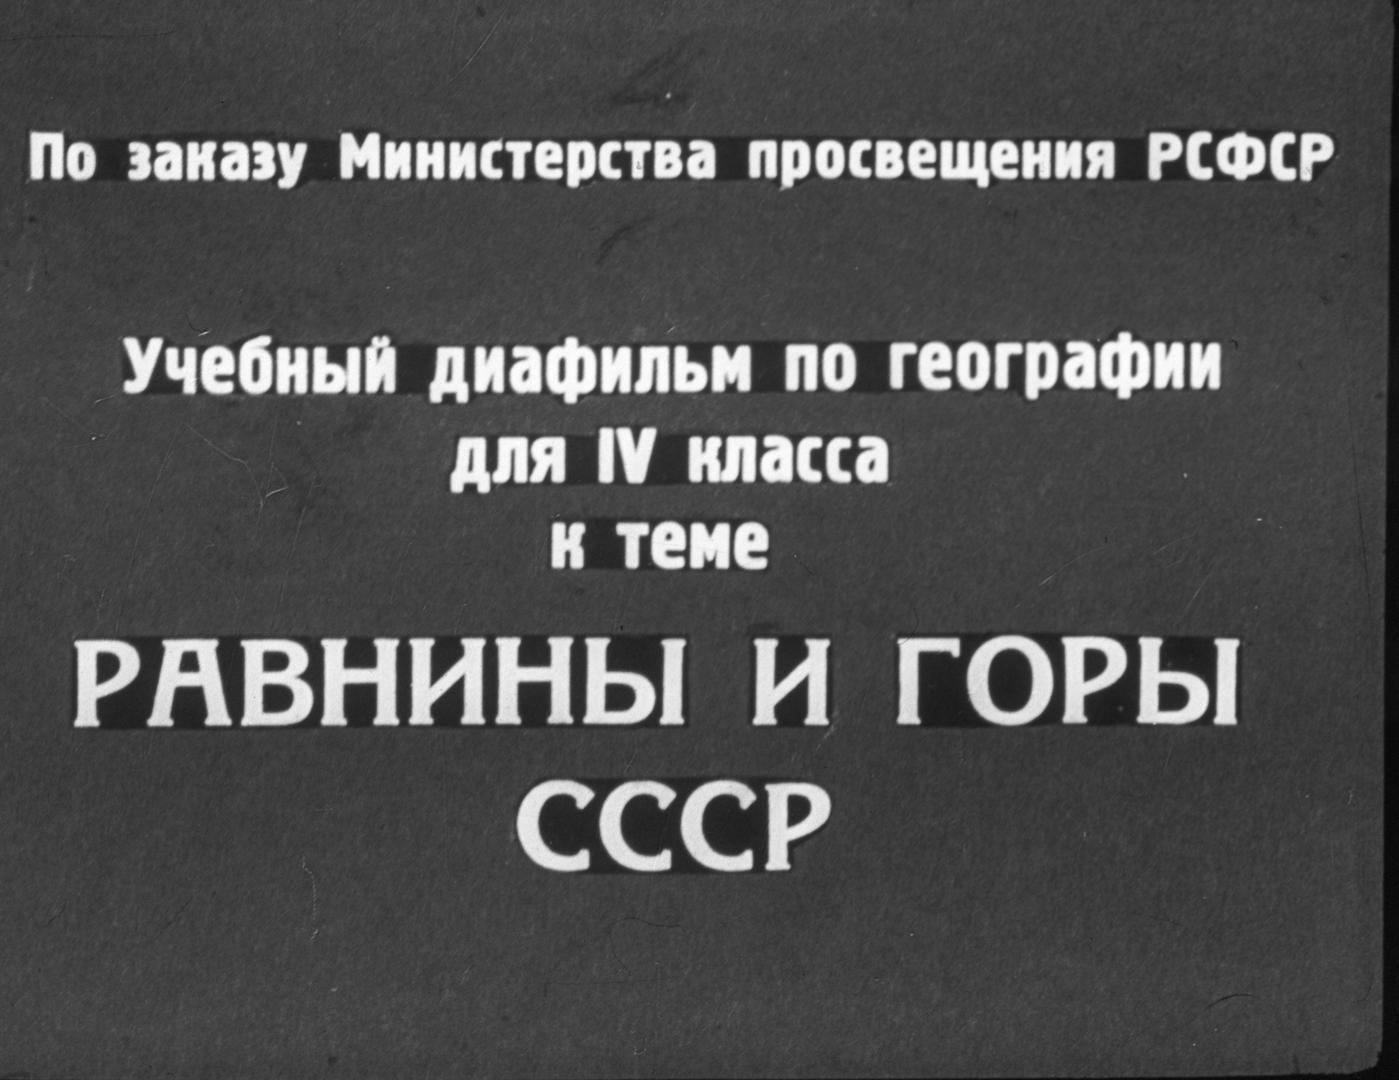 По заказу Министерства просвещения РСФСР
Учебный диафильм по географии
для IV класса
к теме
РАВНИНЫ И ГОРЫ
СССР